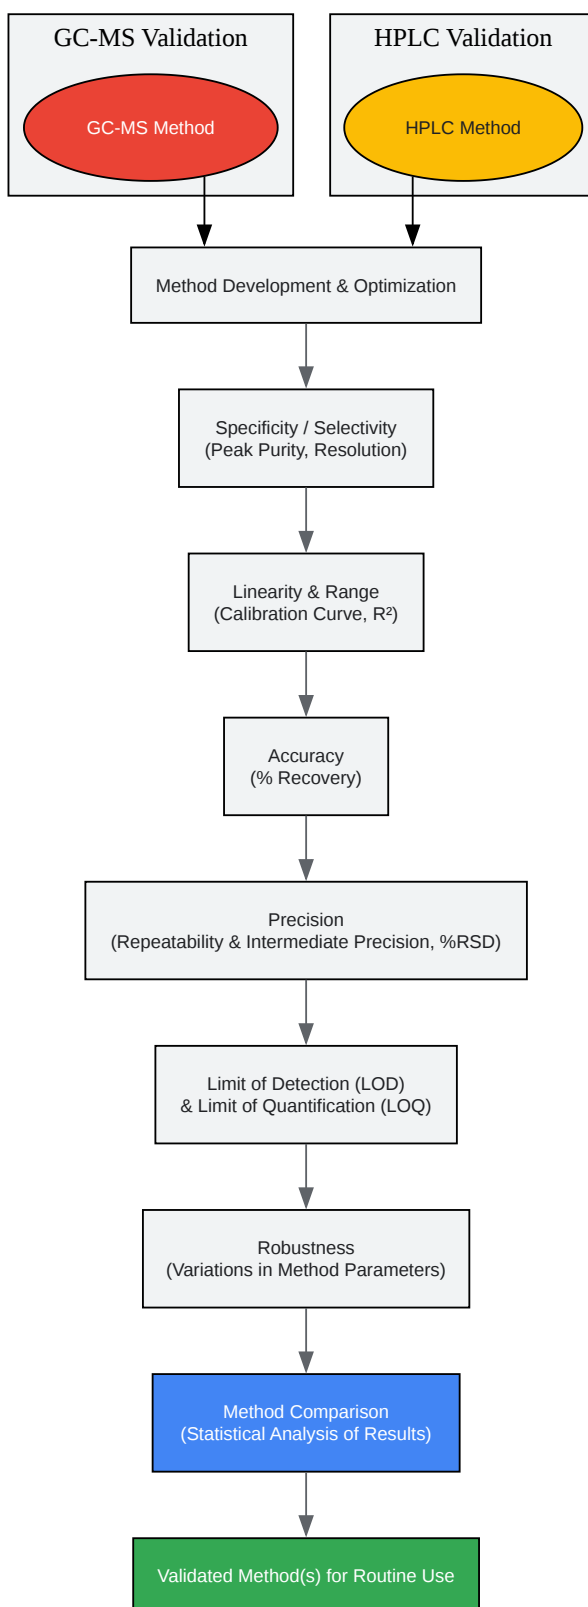 GC-MS Validation
HPLC Validation
GC-MS Method
HPLC Method
Method Development & Optimization
Specificity / Selectivity
(Peak Purity, Resolution)
Linearity & Range
(Calibration Curve, R²)
Accuracy
(% Recovery)
Precision
(Repeatability & Intermediate Precision, %RSD)
Limit of Detection (LOD)
& Limit of Quantification (LOQ)
Robustness
(Variations in Method Parameters)
Method Comparison
(Statistical Analysis of Results)
Validated Method(s) for Routine Use